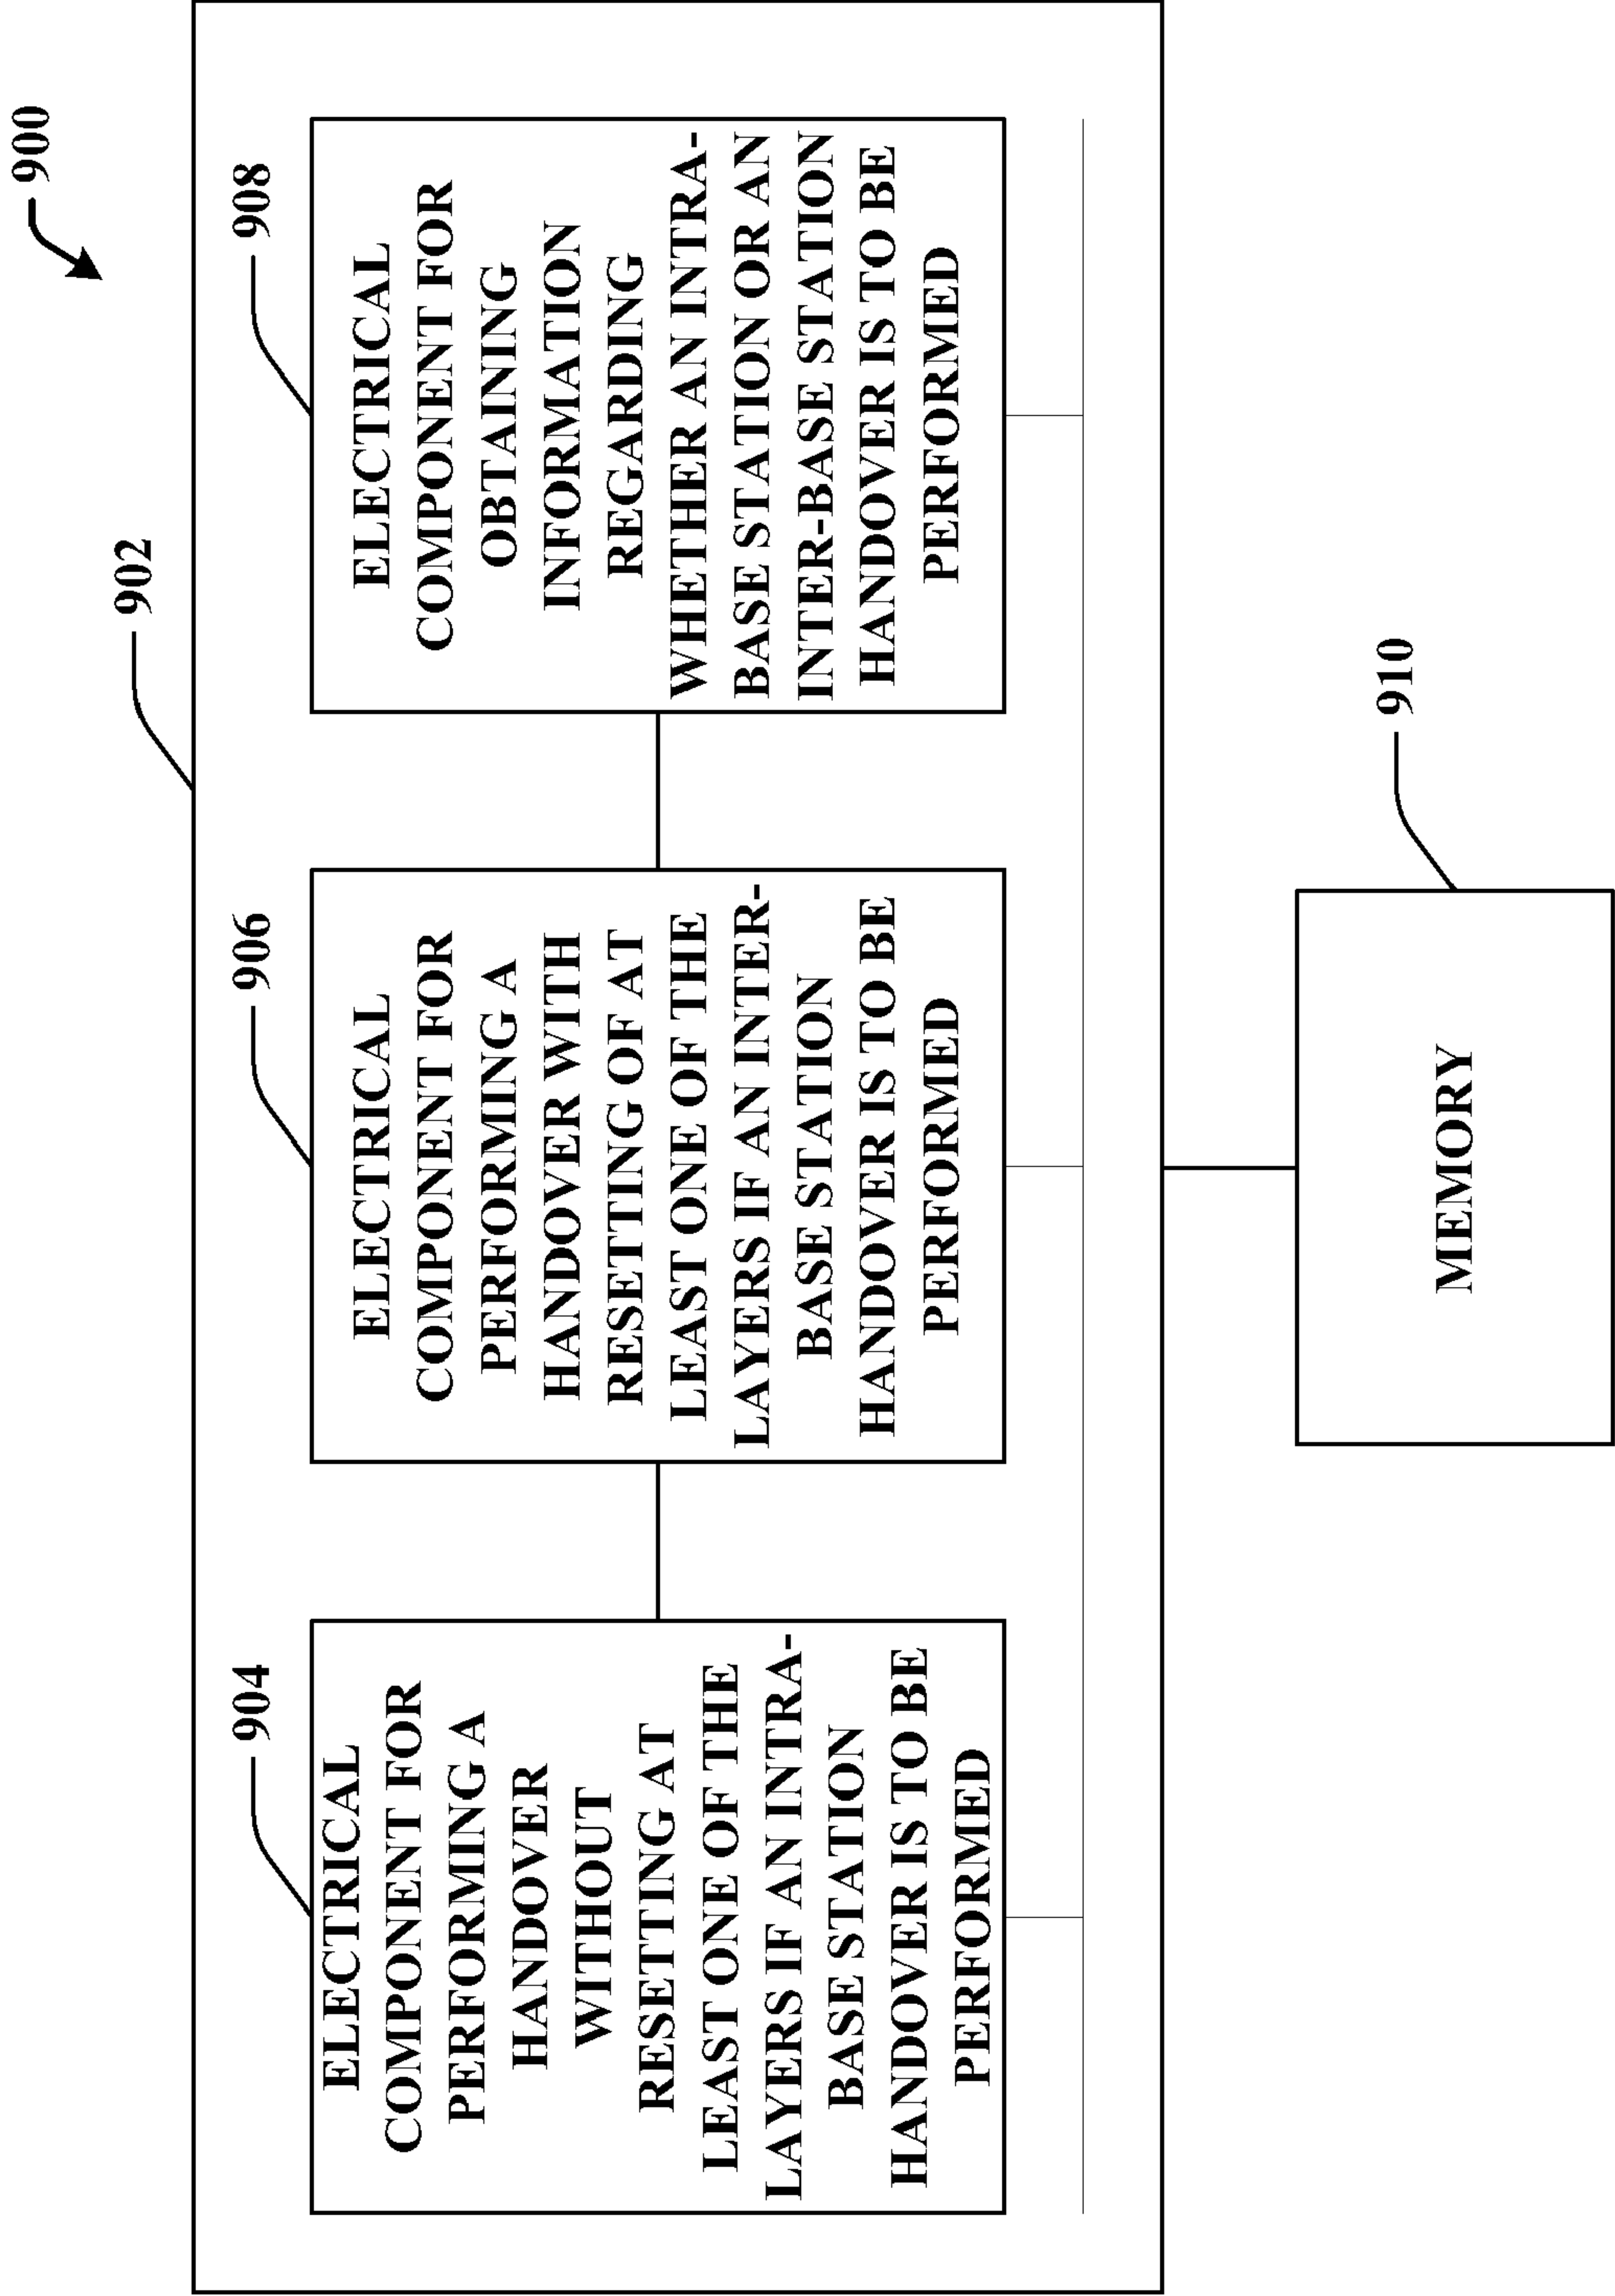 900
902
904
ELECTRICAL
COMPONENT FOR
PERFORMING A
HANDOVER
WITHOUT
RESETTING AT
LEAST ONE OF THE
LAYERS IF AN INTRA-
BASE STATION
HANDOVER IS TO BE
PERFORMED
906
ELECTRICAL
COMPONENT FOR
PERFORMING A
HANDOVER WITH
RESETTING OF AT
LEAST ONE OF THE
LAYERS IF AN INTER-
BASE STATION
HANDOVER IS TO BE
PERFORMED
908
ELECTRICAL
COMPONENT FOR
OBTAINING
INFORMATION
REGARDING
WHETHER AN INTRA-
BASE STATION OR AN
INTER-BASE STATION
HANDOVER IS TO BE
PERFORMED
910
MEMORY